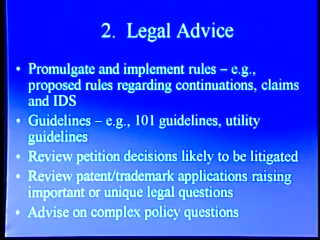 2. Legal Advice
• Promulgate and implement rules – e.g.,
proposed rules regarding continuations, claims
and IDS
• Guidelines – e.g., 101 guidelines, utility
guidelines
• Review petition decisions likely to be litigated
• Review patent/trademark applications raising
important or unique legal questions
• Advise on complex policy questions